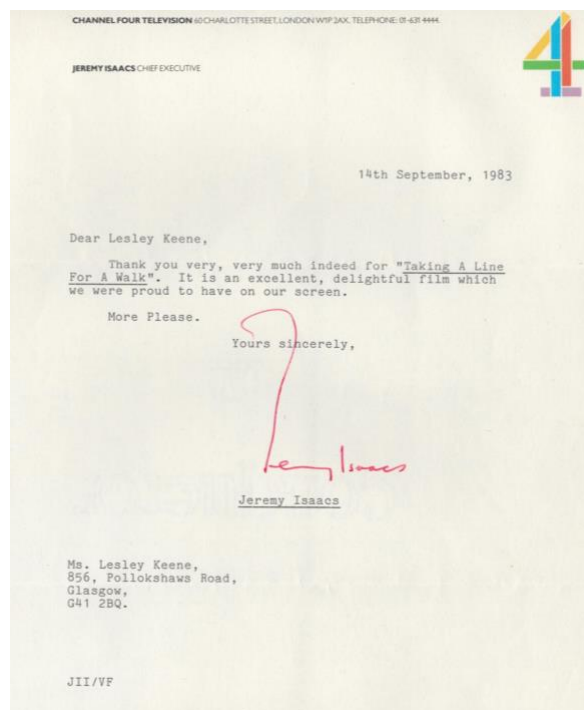 CHANNEL FOUR TELEVISION 60 CHARLOTTE STREET, LONDON W1P 2AX. TELEPHONE: 01-631 4444.
4
JEREMY ISAACS CHIEF EXECUTIVE
14th September, 1983
Dear Lesley Keene,
Thank you very, very much indeed for "Taking A Line
For A Walk". It is an excellent, delightful film which
we were proud to have on our screen.
More Please.
Yours sincerely,
Jeremy Isaacs
Jeremy Isaacs
Ms. Lesley Keene,
856, Pollokshaws Road,
Glasgow,
G41 2BQ.
JII/VF